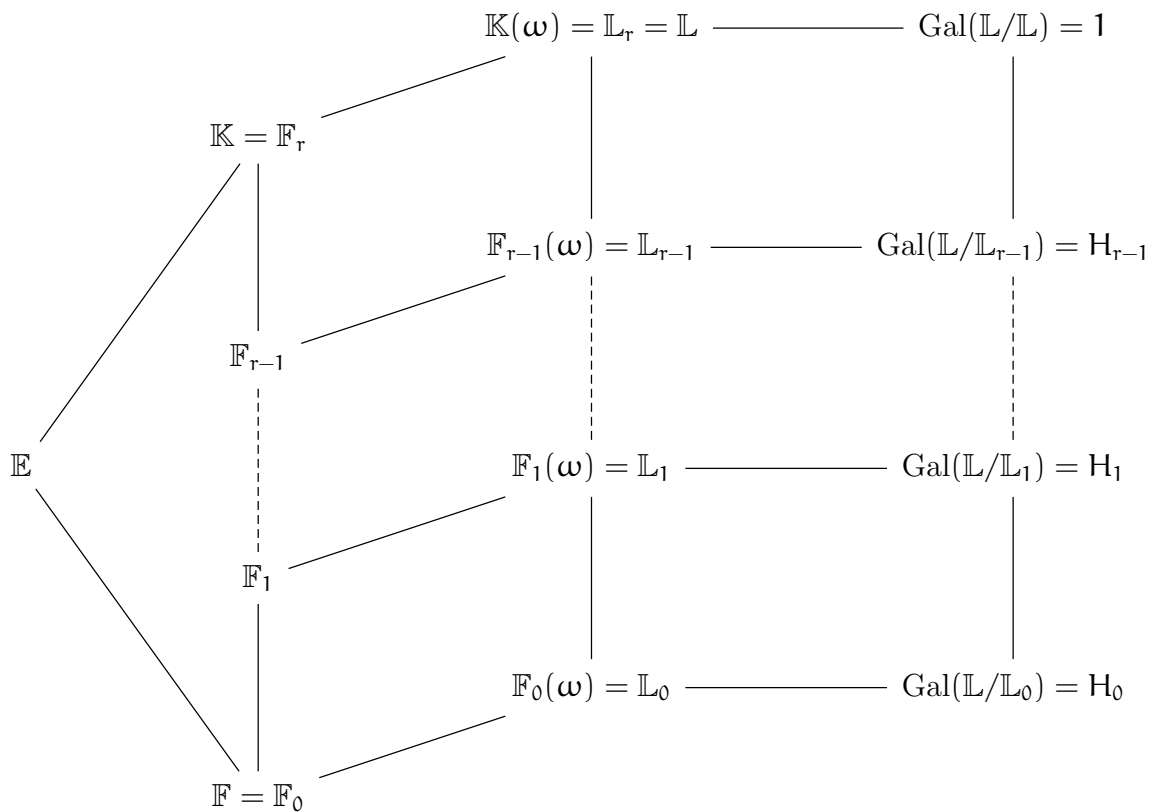 𝕂(ω) = 𝕃ᵣ = 𝕃 Gal(𝕃/𝕃) = 1
𝕂 = 𝔽ᵣ
𝔽ᵣ₋₁(ω) = 𝕃ᵣ₋₁ Gal(𝕃/𝕃ᵣ₋₁) = Hᵣ₋₁
𝔽ᵣ₋₁
𝔼 𝔽₁(ω) = 𝕃₁ Gal(𝕃/𝕃₁) = H₁
𝔽₁
𝔽₀(ω) = 𝕃₀ Gal(𝕃/𝕃₀) = H₀
𝔽 = 𝔽₀